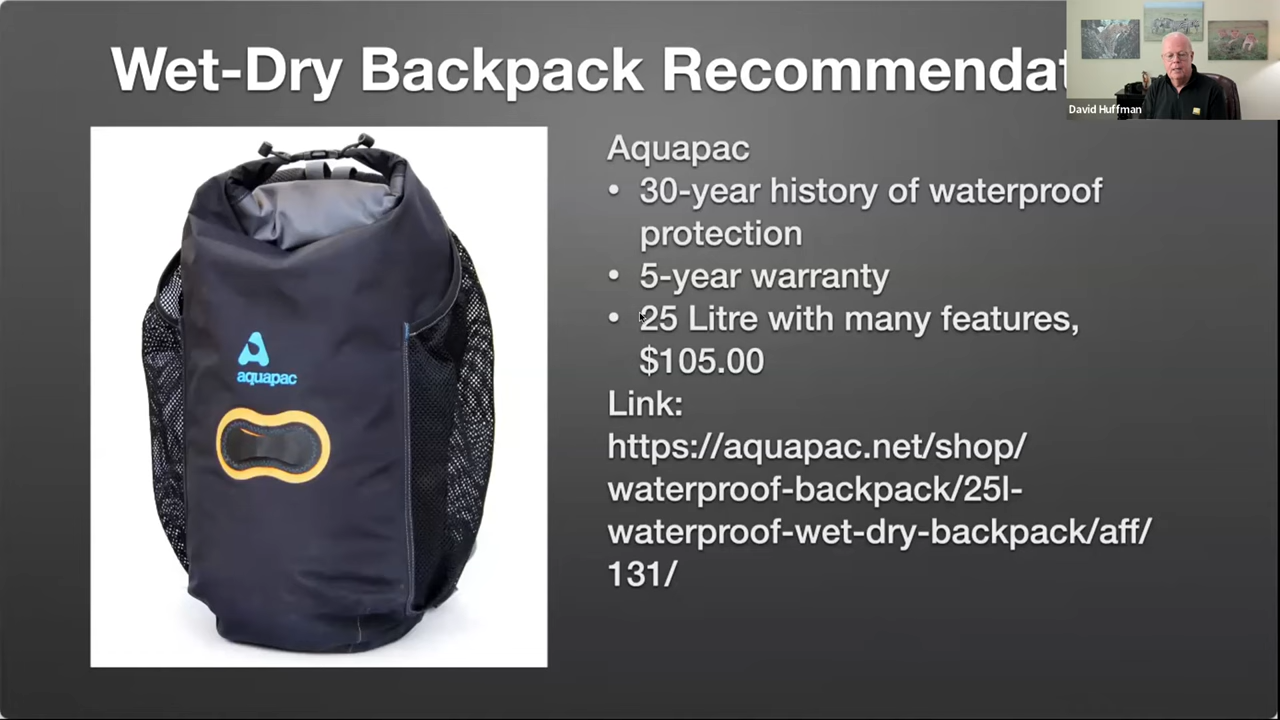 Wet-Dry Backpack Recommendat
David Huffman
Aquapac
• 30-year history of waterproof
protection
• 5-year warranty
• 25 Litre with many features,
$105.00
Link:
https://aquapac.net/shop/
waterproof-backpack/25l-
waterproof-wet-dry-backpack/aff/
131/
aquapac